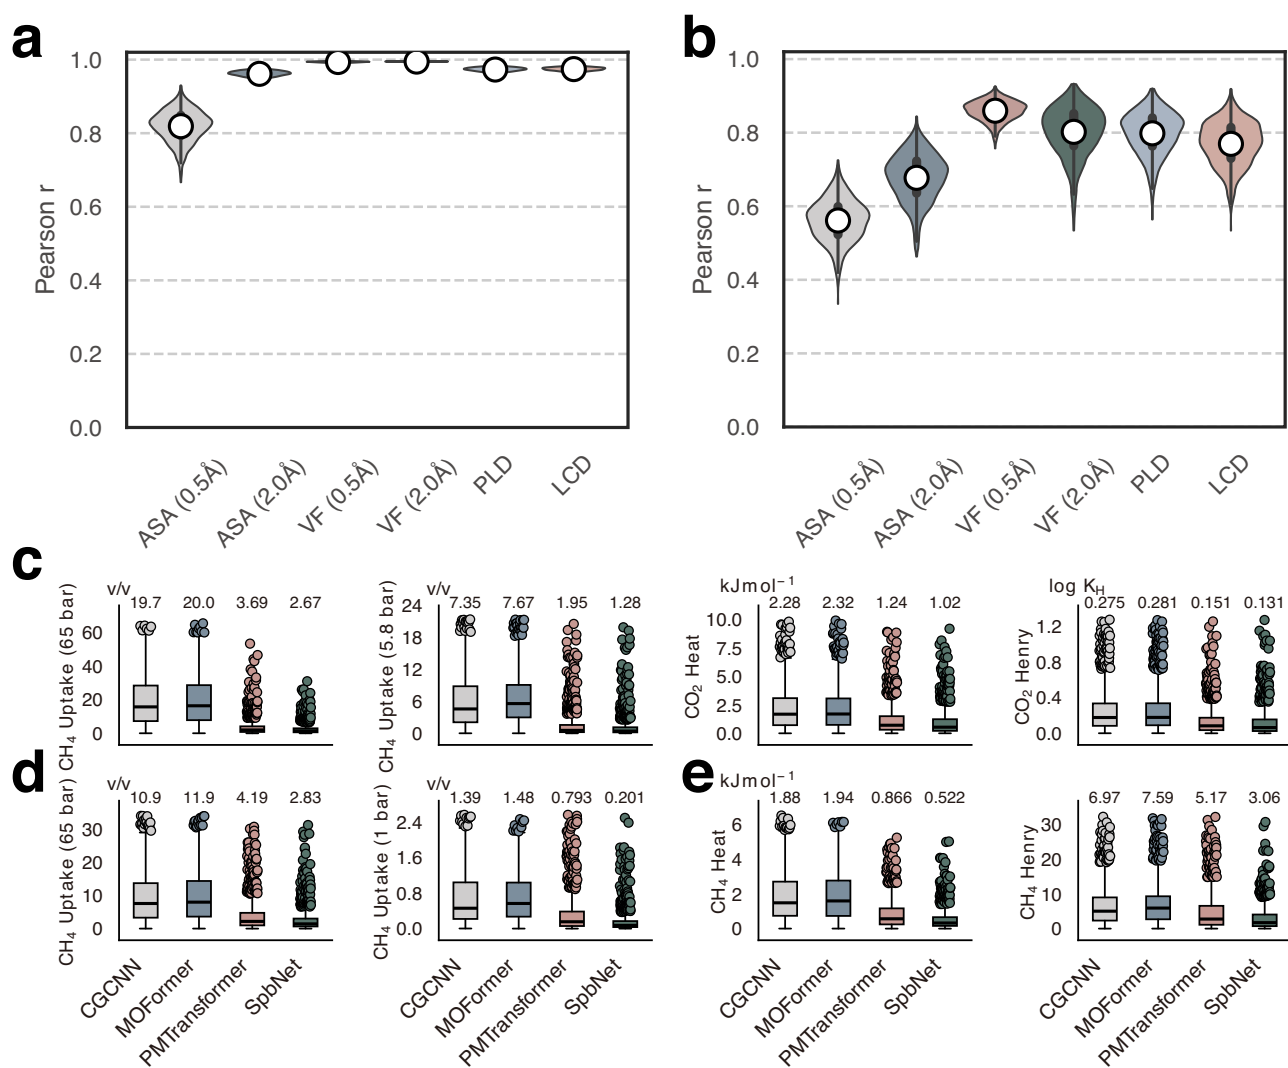 a
1.0
0.8
0.6
0.4
0.2
0.0
Pearson r
ASA (0.5Å)
ASA (2.0Å)
VF (0.5Å)
VF (2.0Å)
PLD
LCD
b
1.0
0.8
0.6
0.4
0.2
0.0
Pearson r
ASA (0.5Å)
ASA (2.0Å)
VF (0.5Å)
VF (2.0Å)
PLD
LCD
c
CH4 Uptake (65 bar)
v/v
19.7 20.0 3.69 2.67
60
40
20
0
CH4 Uptake (5.8 bar)
v/v
7.35 7.67 1.95 1.28
24
18
12
6
0
CO2 Heat
kJmol⁻¹
2.28 2.32 1.24 1.02
10.0
7.5
5.0
2.5
0.0
CO2 Henry
log KH
0.275 0.281 0.151 0.131
1.2
0.8
0.4
0.0
d
CH4 Uptake (65 bar)
v/v
10.9 11.9 4.19 2.83
30
20
10
0
CGCNN
MOFormer
PMTransformer
SpbNet
CH4 Uptake (1 bar)
v/v
1.39 1.48 0.793 0.201
2.4
1.6
0.8
0.0
CGCNN
MOFormer
PMTransformer
SpbNet
e
CH4 Heat
kJmol⁻¹
1.88 1.94 0.866 0.522
6
4
2
0
CGCNN
MOFormer
PMTransformer
SpbNet
CH4 Henry
6.97 7.59 5.17 3.06
30
20
10
0
CGCNN
MOFormer
PMTransformer
SpbNet